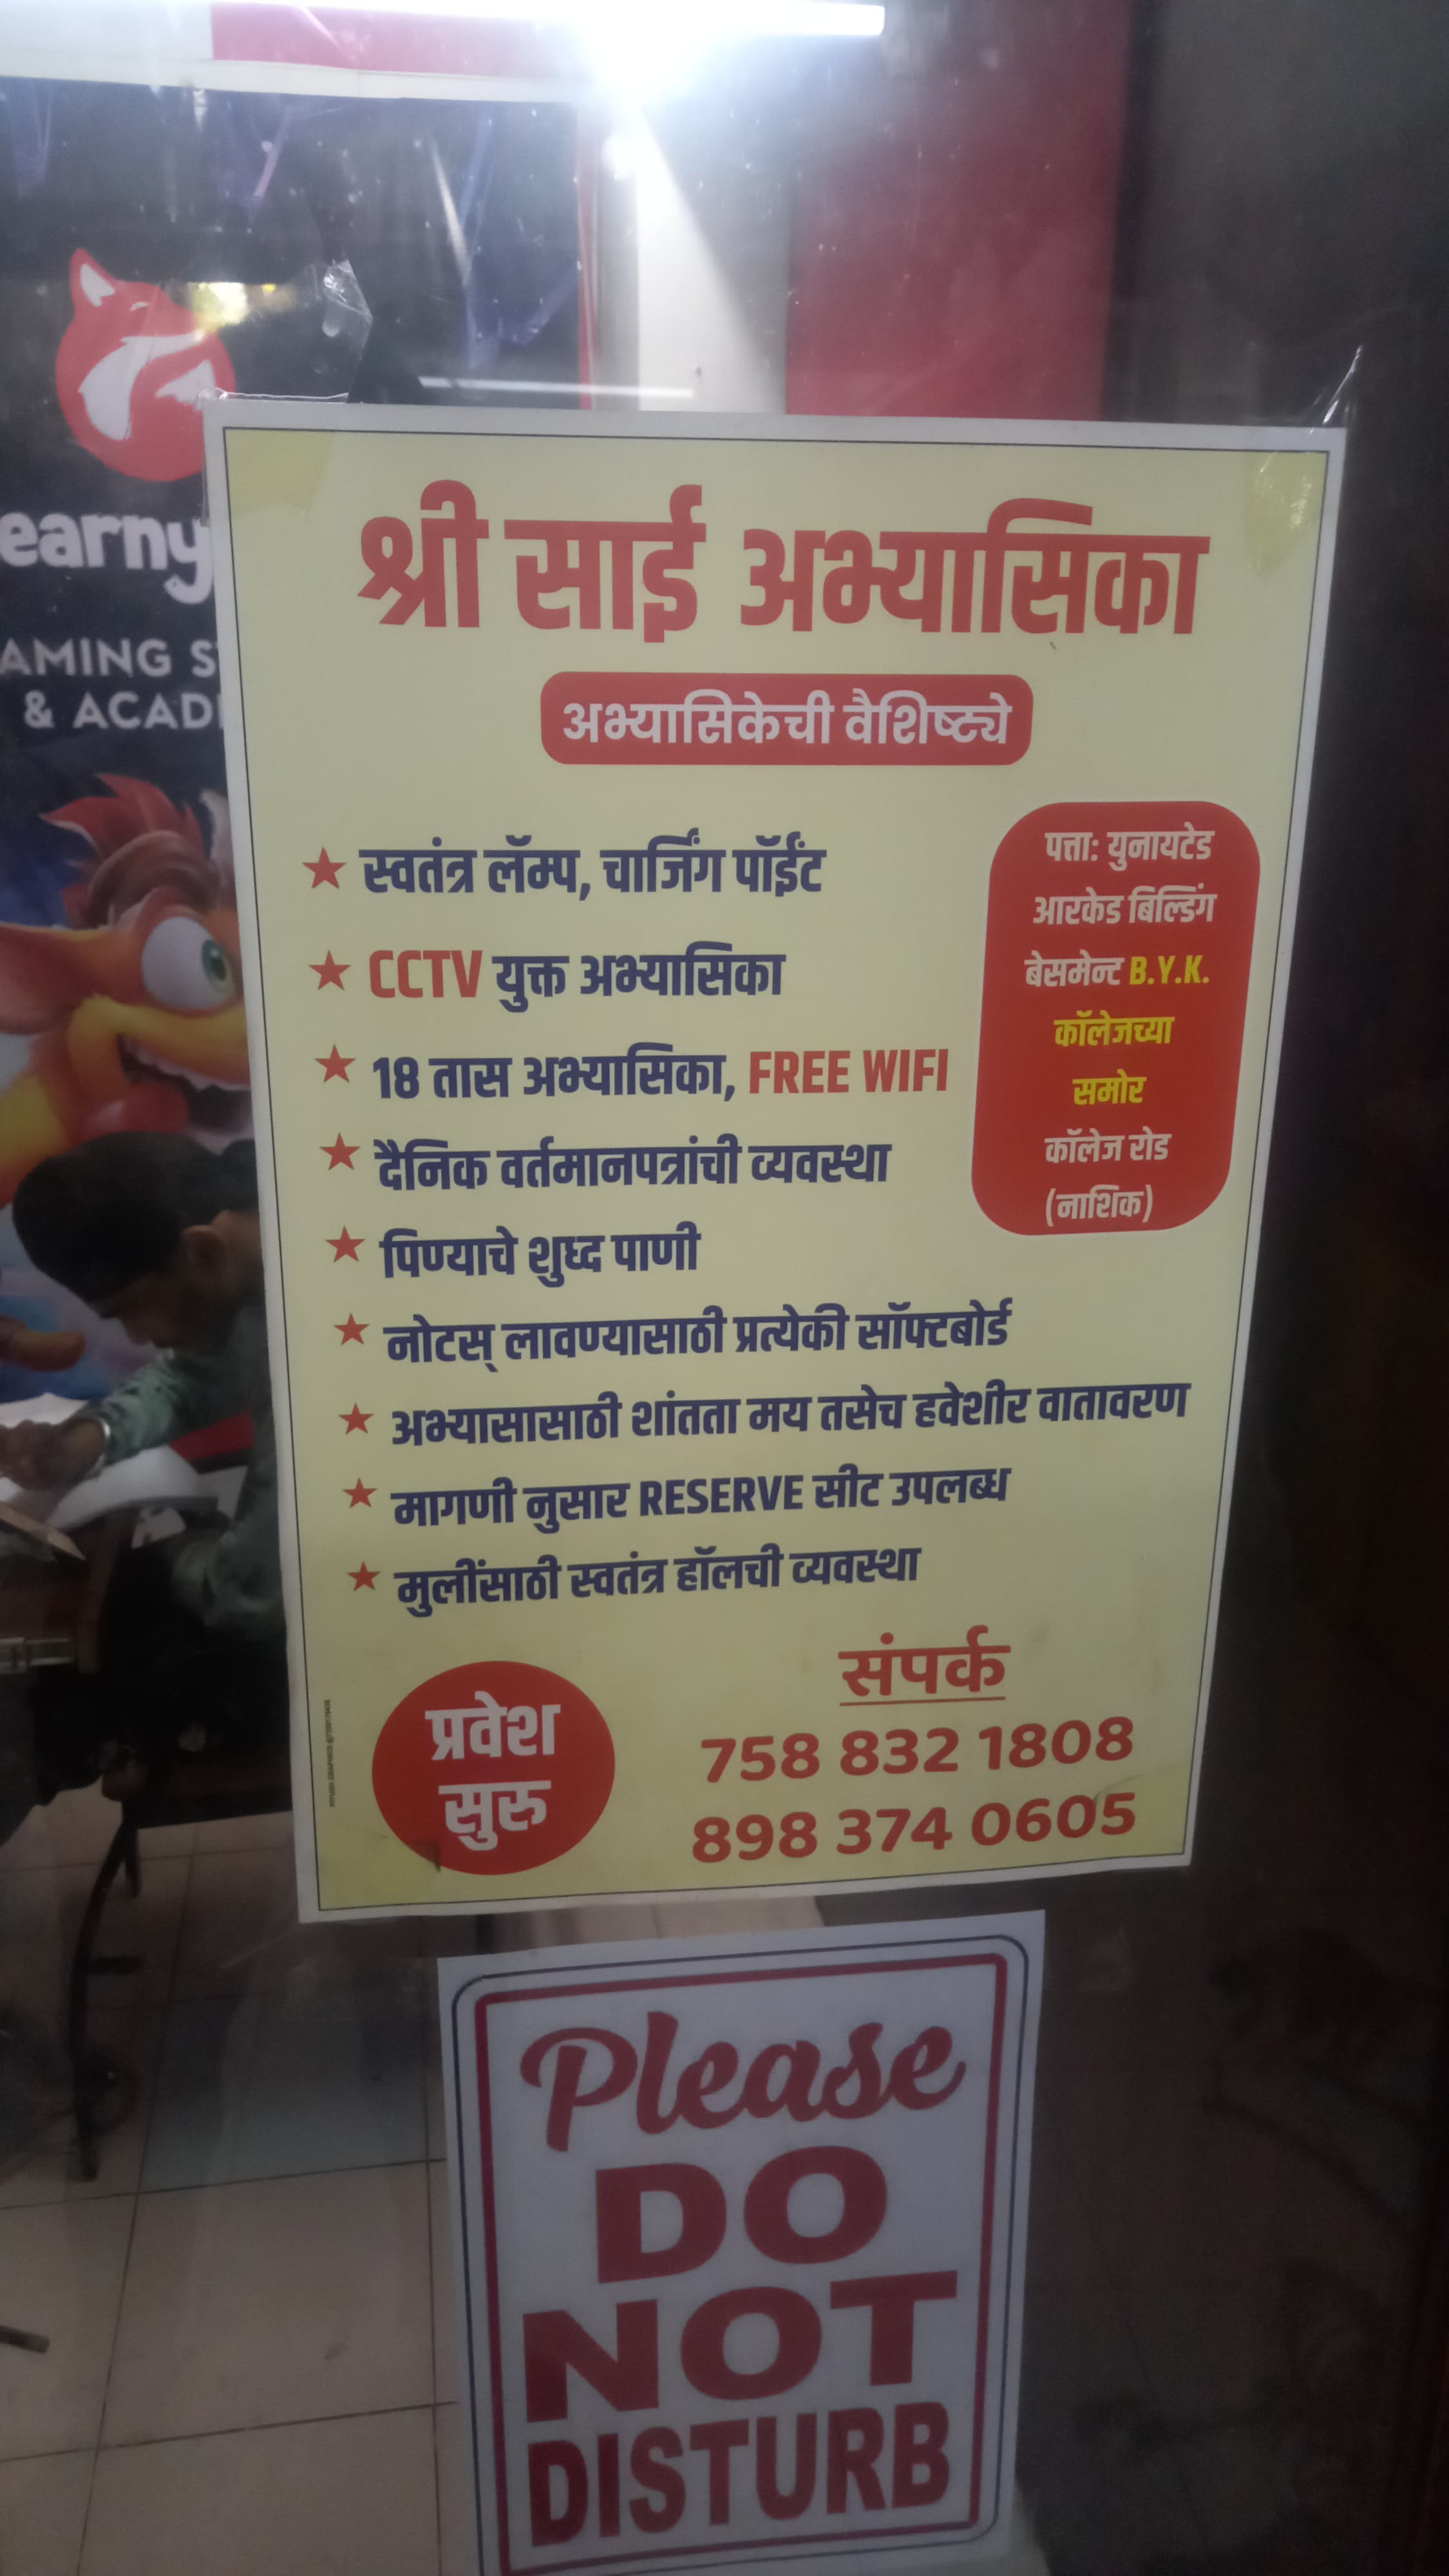 earny
AMING S
& ACAD
श्री साई अभ्यासिका
अभ्यासिकेची वैशिष्ट्ये
★ स्वतंत्र लॅम्प, चार्जिंग पॉईंट
★ CCTV युक्त अभ्यासिका
★ 18 तास अभ्यासिका, FREE WIFI
★ दैनिक वर्तमानपत्रांची व्यवस्था
★ पिण्याचे शुध्द पाणी
★ नोटस् लावण्यासाठी प्रत्येकी सॉफ्टबोर्ड
★ अभ्यासासाठी शांतता मय तसेच हवेशीर वातावरण
★ मागणी नुसार RESERVE सीट उपलब्ध
★ मुलींसाठी स्वतंत्र हॉलची व्यवस्था
पत्ता: युनायटेड
आरकेड बिल्डिंग
बेसमेन्ट B.Y.K.
कॉलेजच्या
समोर
कॉलेज रोड
(नाशिक)
प्रवेश
सुरु
संपर्क
758 832 1808
898 374 0605
Please
DO
NOT
DISTURB